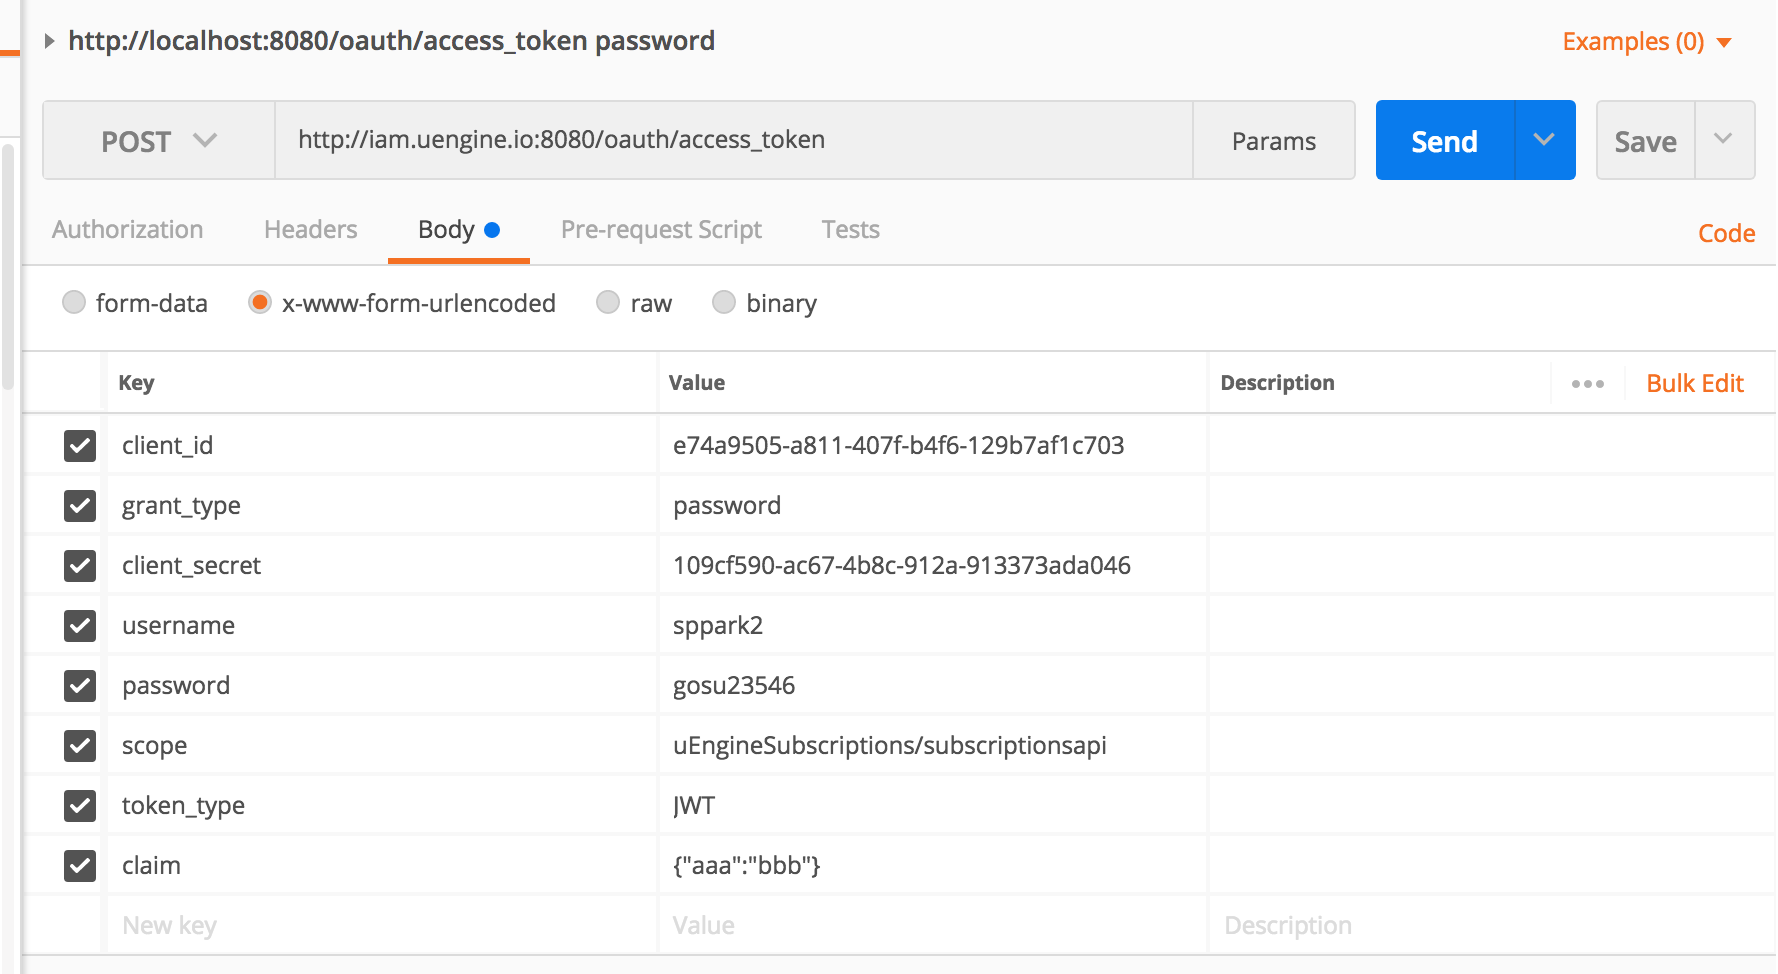 http://localhost:8080/oauth/access_token password
Examples (0)
POST http://iam.uengine.io:8080/oauth/access_token Params Send Save
Authorization Headers Body Pre-request Script Tests Code
form-data x-www-form-urlencoded raw binary
Key Value Description ••• Bulk Edit
client_id e74a9505-a811-407f-b4f6-129b7af1c703
grant_type password
client_secret 109cf590-ac67-4b8c-912a-913373ada046
username sppark2
password gosu23546
scope uEngineSubscriptions/subscriptionsapi
token_type JWT
claim {"aaa":"bbb"}
New key Value Description